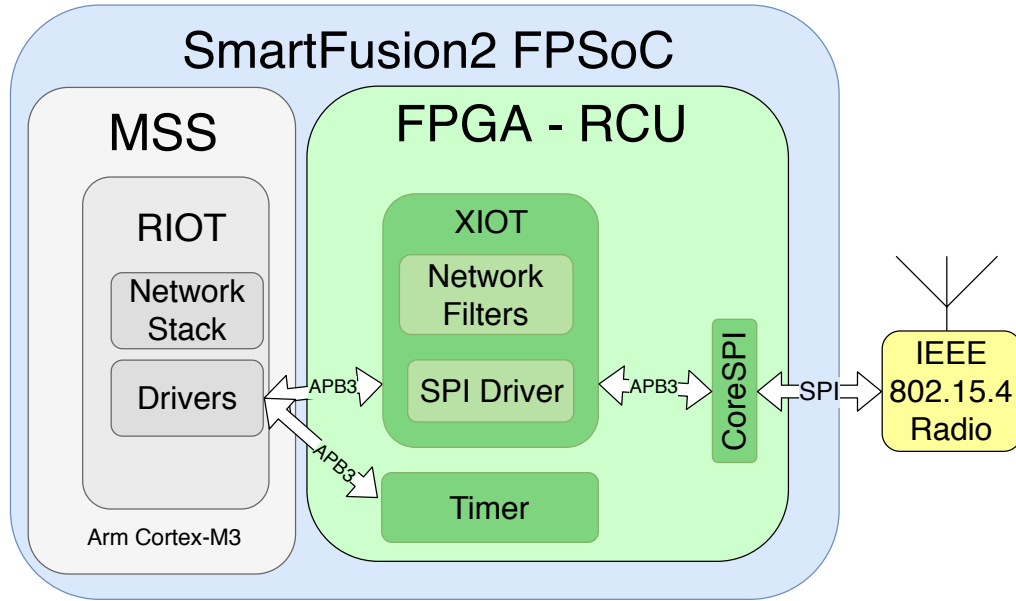 SmartFusion2 FPSoC
MSS
FPGA - RCU
RIOT
Network
Stack
Drivers
Arm Cortex-M3
APB3
APB3
XIOT
Network
Filters
SPI Driver
Timer
APB3
CoreSPI
SPI
IEEE
802.15.4
Radio